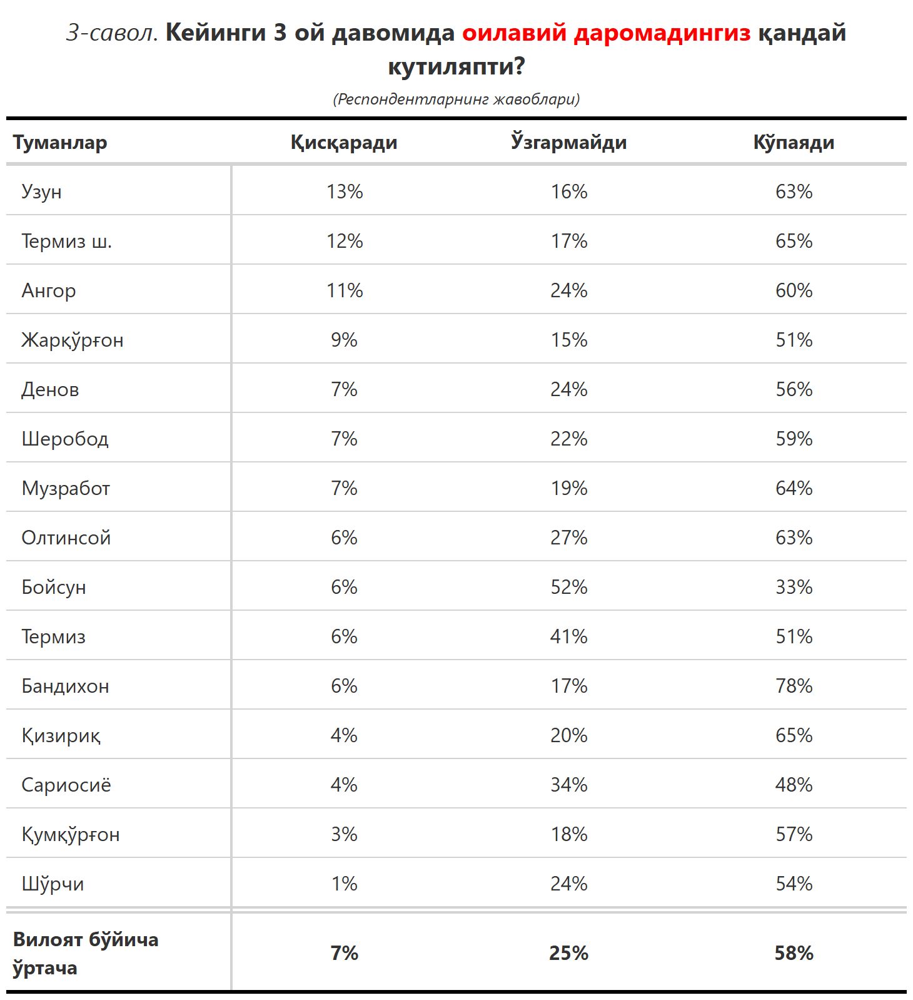 3-савол. Кейинги 3 ой давомида оилавий даромадингиз қандай
кутиляпти?
(Респондентларнинг жавоблари)
Туманлар Қисқаради Ўзгармайди Кўпаяди
Узун 13% 16% 63%
Термиз ш. 12% 17% 65%
Ангор 11% 24% 60%
Жарқўрғон 9% 15% 51%
Денов 7% 24% 56%
Шеробод 7% 22% 59%
Музработ 7% 19% 64%
Олтинсой 6% 27% 63%
Бойсун 6% 52% 33%
Термиз 6% 41% 51%
Бандихон 6% 17% 78%
Қизириқ 4% 20% 65%
Сариосиё 4% 34% 48%
Қумқўрғон 3% 18% 57%
Шўрчи 1% 24% 54%
Вилоят бўйича
ўртача 7% 25% 58%